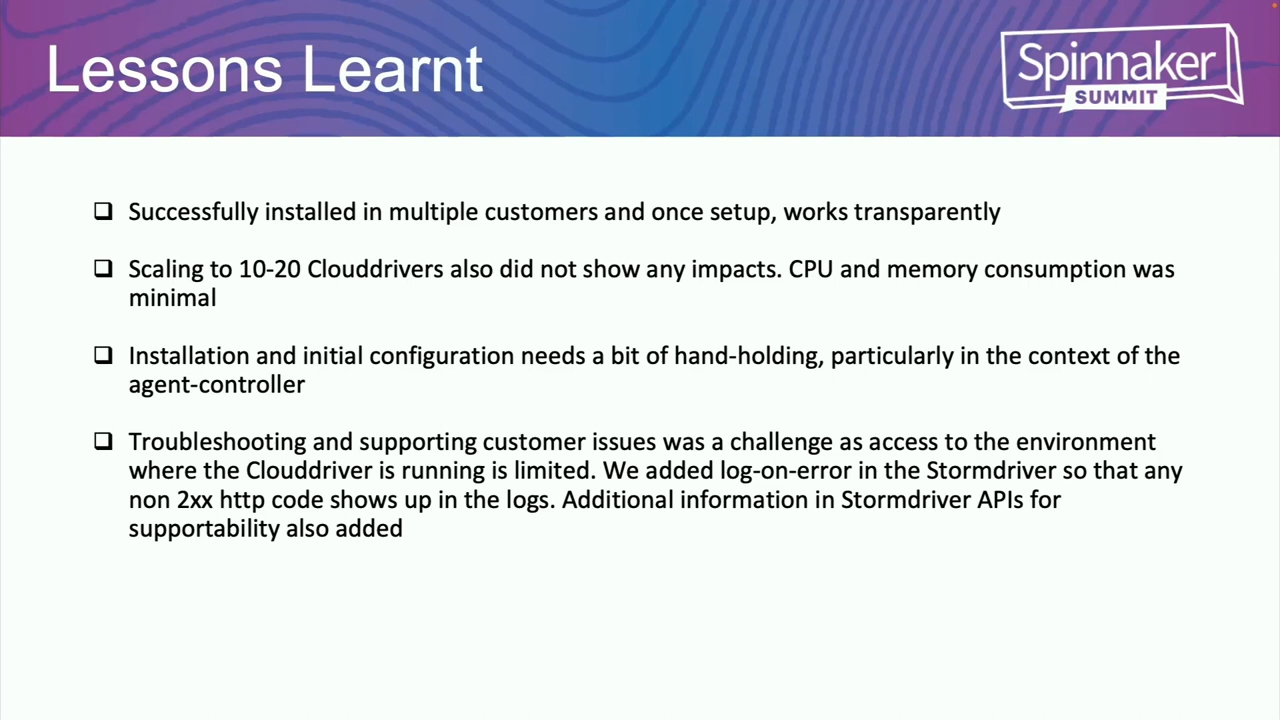 Lessons Learnt
Spinnaker
SUMMIT
Successfully installed in multiple customers and once setup, works transparently
Scaling to 10-20 Clouddrivers also did not show any impacts. CPU and memory consumption was
minimal
Installation and initial configuration needs a bit of hand-holding, particularly in the context of the
agent-controller
Troubleshooting and supporting customer issues was a challenge as access to the environment
where the Clouddriver is running is limited. We added log-on-error in the Stormdriver so that any
non 2xx http code shows up in the logs. Additional information in Stormdriver APIs for
supportability also added